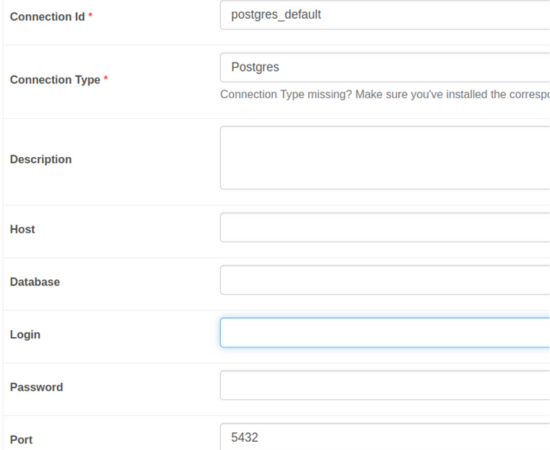 Connection Id *
postgres_default
Connection Type *
Postgres
Connection Type missing? Make sure you've installed the
Description
Host
Database
Login
Password
Port
5432